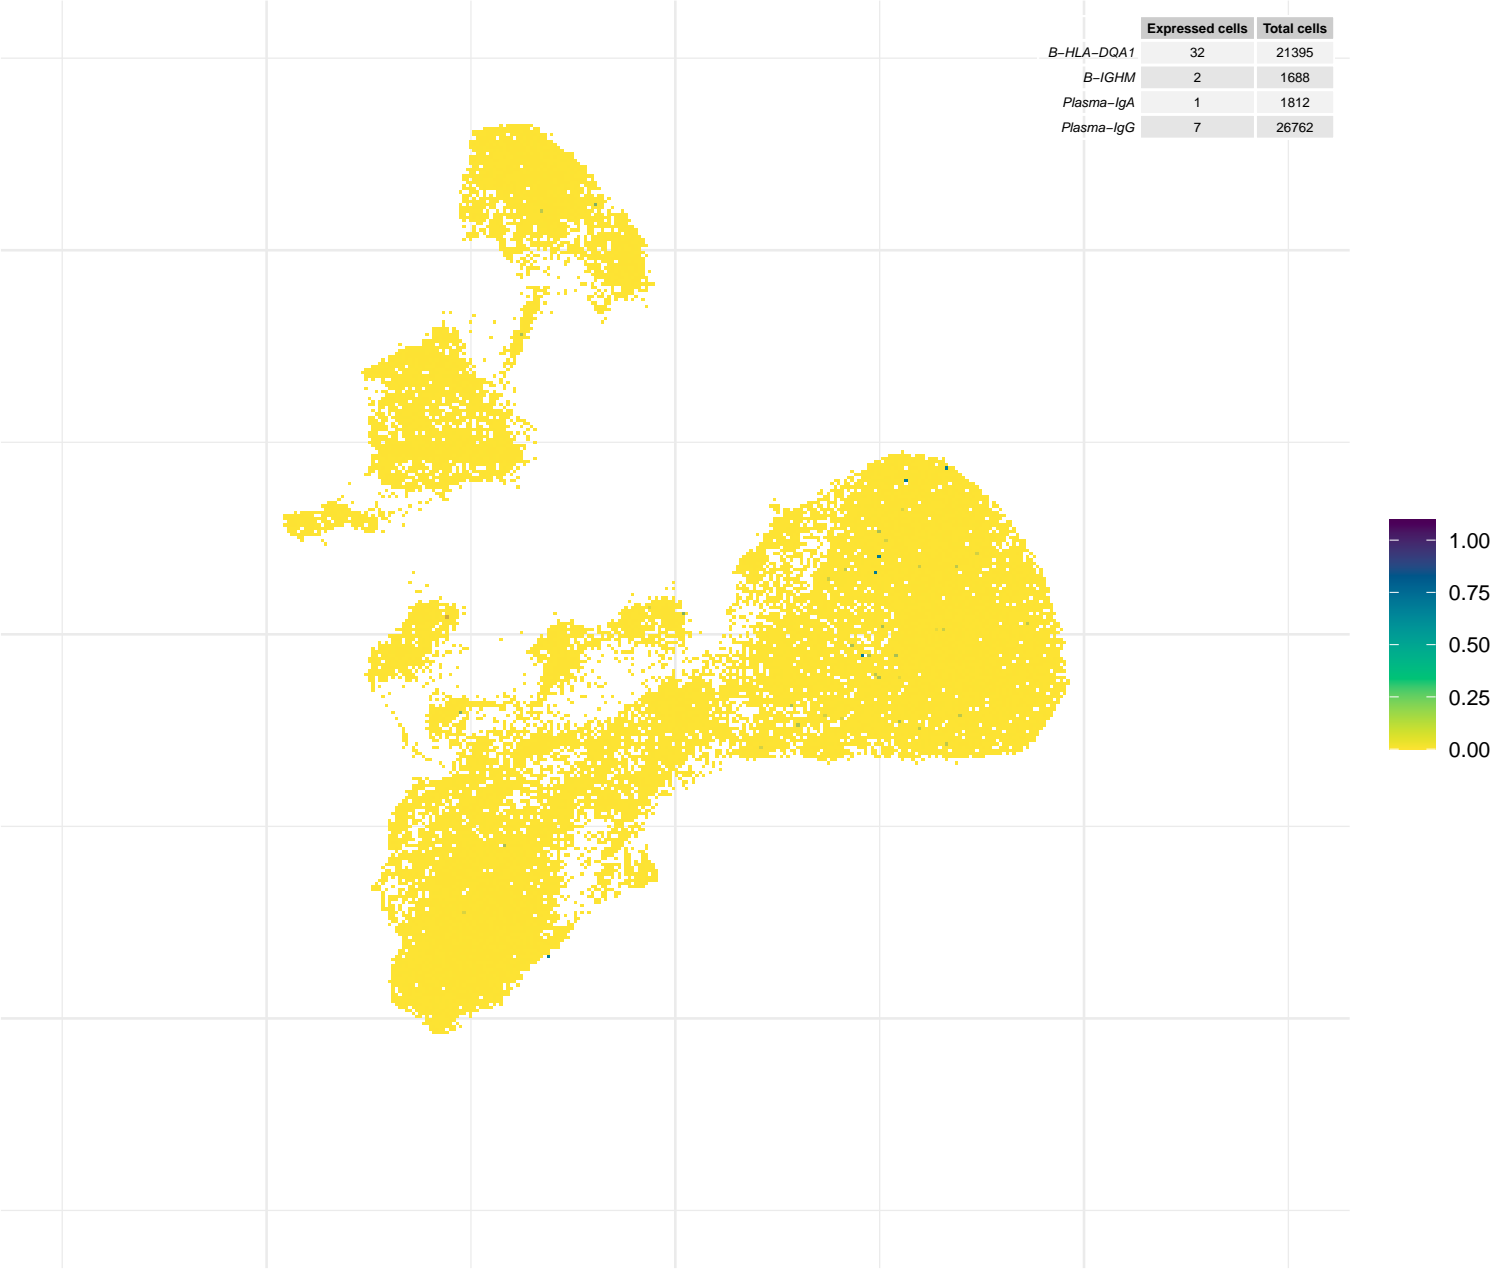 Expressed cells Total cells
B−HLA−DQA1 32 21395
B−IGHM 2 1688
Plasma−IgA 1 1812
Plasma−IgG 7 26762
1.00
0.75
0.50
0.25
0.00